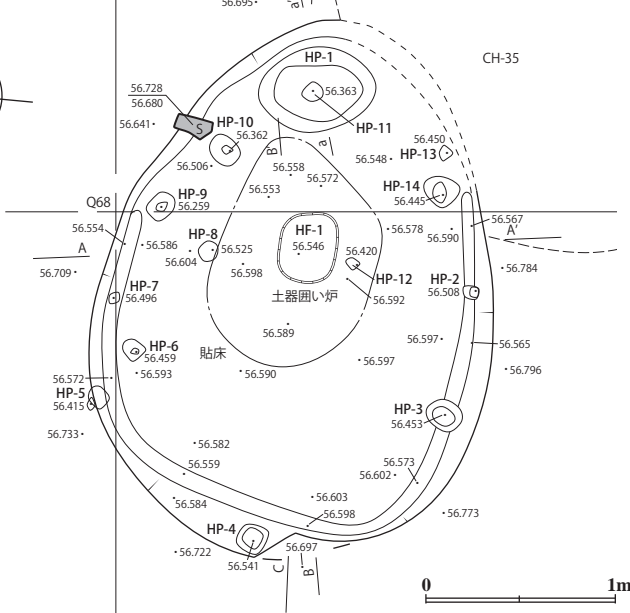 56.695
a'
HP-1
CH-35
56.728
56.680
56.363
S
HP-10
56.641
56.362
HP-11
B'
a
56.450
HP-13
56.506
56.558
56.548
56.572
HP-14
56.445
HP-9
56.259
56.553
Q68
56.554
56.567
A'
HF-1
56.578
56.590
HP-8
56.586
56.525
56.546
56.420
A
56.604
56.598
56.709
HP-12
56.784
HP-7
56.496
土器囲い炉
56.592
HP-2
56.508
56.589
56.597
56.565
HP-6
56.459
貼床
56.597
56.796
56.572
56.593
56.590
HP-5
56.415
HP-3
56.453
56.733
56.582
56.559
56.573
56.602
56.584
56.603
56.598
56.773
HP-4
56.722
56.541
56.697
C
B
0
1m